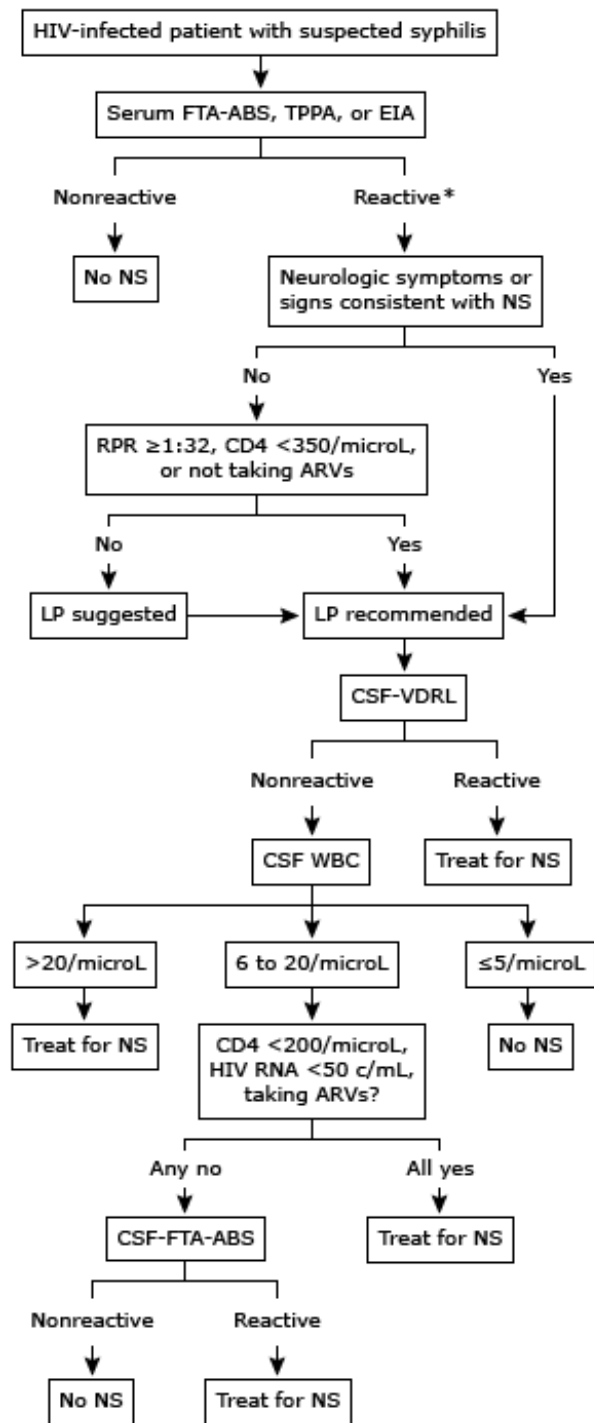 HIV-infected patient with suspected syphilis
Serum FTA-ABS, TPPA, or EIA
Nonreactive
Reactive*
No NS
Neurologic symptoms or
signs consistent with NS
No
Yes
RPR ≥1:32, CD4 <350/microL,
or not taking ARVs
No
Yes
LP suggested
LP recommended
CSF-VDRL
Nonreactive
Reactive
CSF WBC
Treat for NS
>20/microL
6 to 20/microL
≤5/microL
Treat for NS
CD4 <200/microL,
HIV RNA <50 c/mL,
taking ARVs?
No NS
Any no
All yes
CSF-FTA-ABS
Treat for NS
Nonreactive
Reactive
No NS
Treat for NS